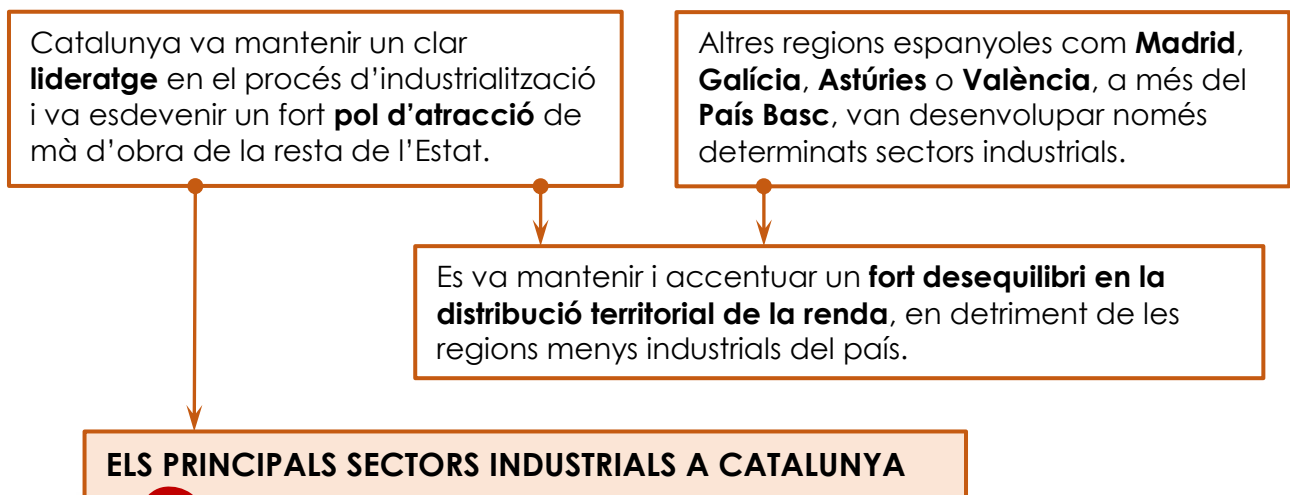 Catalunya va mantenir un clar
lideratge en el procés d’industrialització
i va esdevenir un fort pol d’atracció de
mà d’obra de la resta de l’Estat.
Altres regions espanyoles com Madrid,
Galícia, Astúries o València, a més del
País Basc, van desenvolupar només
determinats sectors industrials.
Es va mantenir i accentuar un fort desequilibri en la
distribució territorial de la renda, en detriment de les
regions menys industrials del país.
ELS PRINCIPALS SECTORS INDUSTRIALS A CATALUNYA